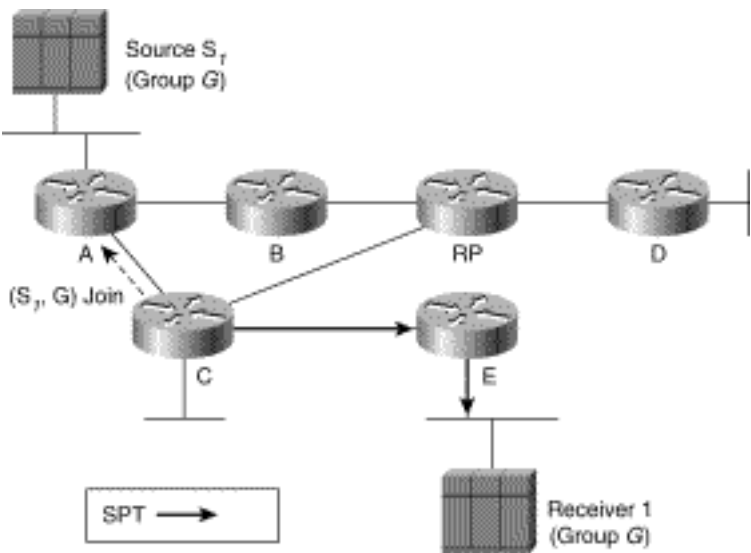 Source S1
(Group G)
A
B
RP
D
(S1, G) Join
C
E
SPT
Receiver 1
(Group G)